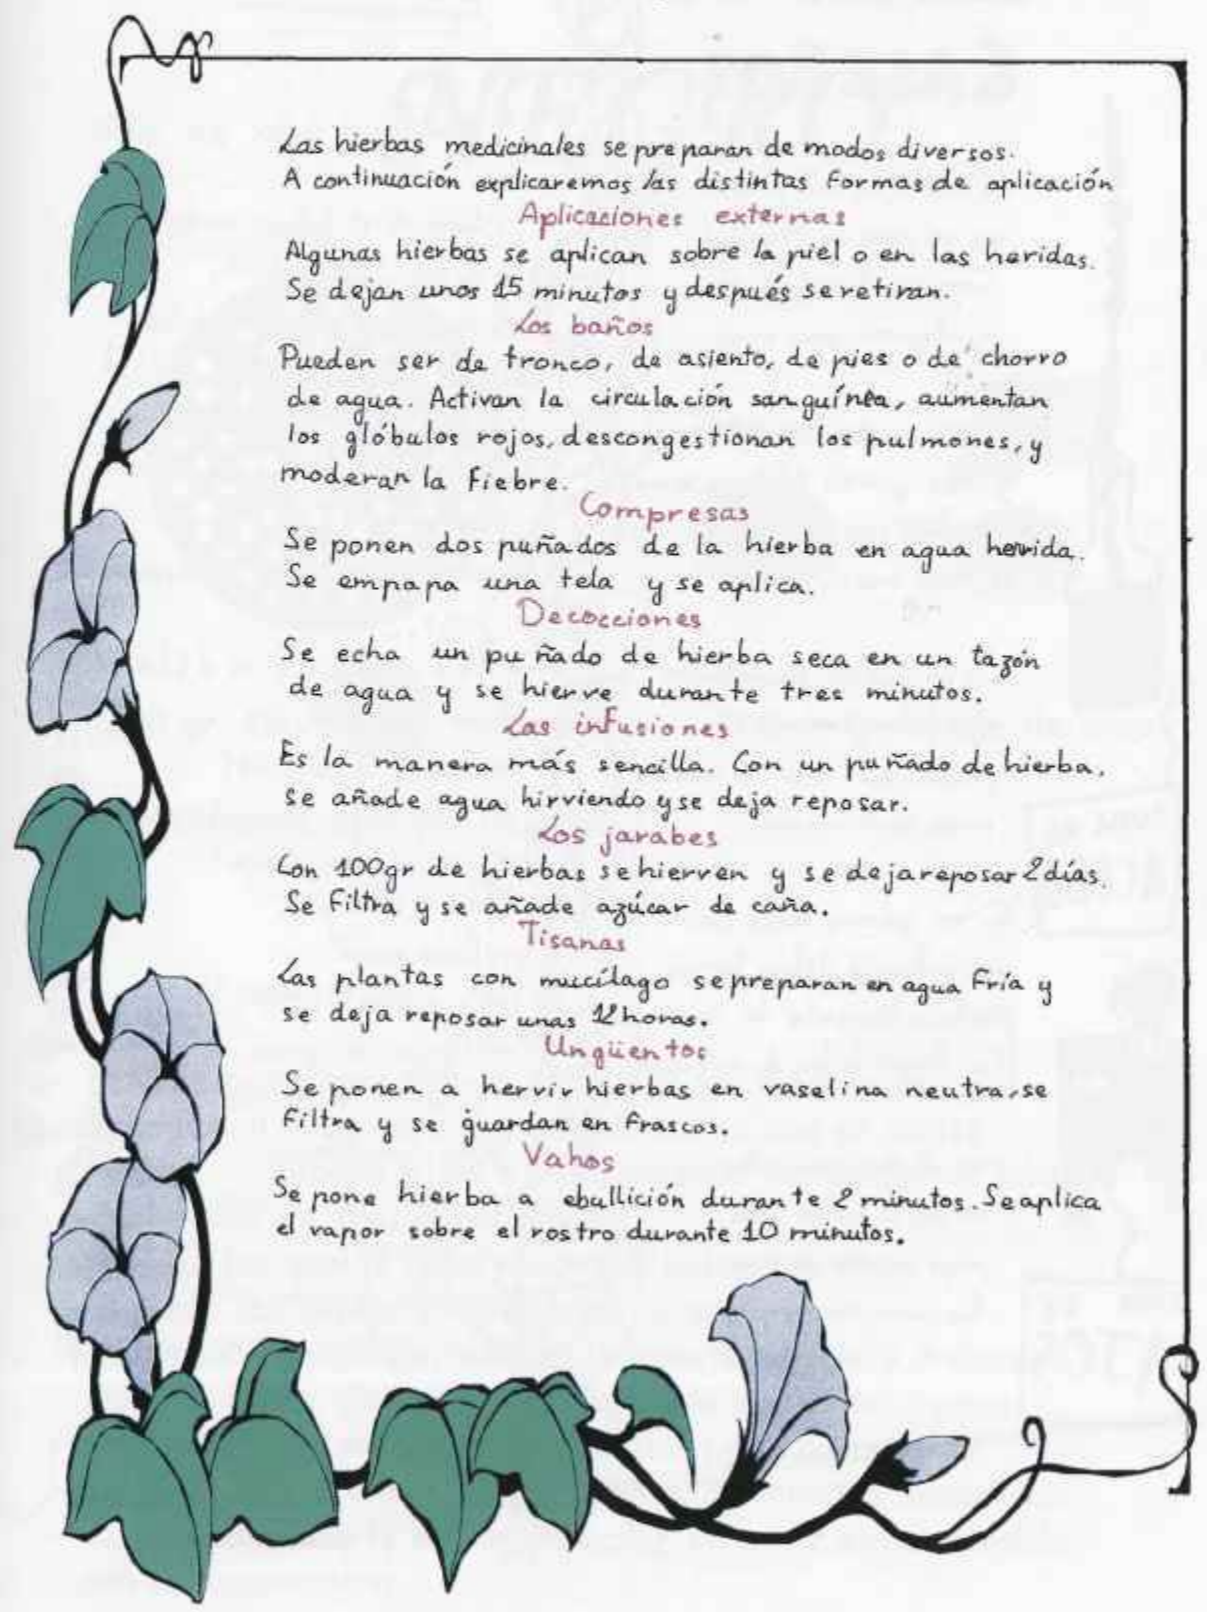 Las hierbas medicinales se preparan de modos diversos.
A continuación explicaremos las distintas formas de aplicación
Aplicaciones externas
Algunas hierbas se aplican sobre la piel o en las heridas.
Se dejan unos 15 minutos y después se retiran.
Los baños
Pueden ser de tronco, de asiento, de pies o de chorro
de agua. Activan la circulación sanguínea, aumentan
los glóbulos rojos, descongestionan los pulmones, y
moderan la fiebre.
Compresas
Se ponen dos puñados de la hierba en agua hervida.
Se empapa una tela y se aplica.
Decocciones
Se echa un puñado de hierba seca en un tazón
de agua y se hierve durante tres minutos.
Las infusiones
Es la manera más sencilla. Con un puñado de hierba,
se añade agua hirviendo y se deja reposar.
Los jarabes
Con 100gr de hierbas se hierven y se deja reposar 2 días.
Se filtra y se añade azúcar de caña.
Tisanas
Las plantas con mucílago se preparan en agua fría y
se deja reposar unas 12 horas.
Ungüentos
Se ponen a hervir hierbas en vaselina neutra, se
filtra y se guardan en frascos.
Vahos
Se pone hierba a ebullición durante 2 minutos. Se aplica
el vapor sobre el rostro durante 10 minutos.